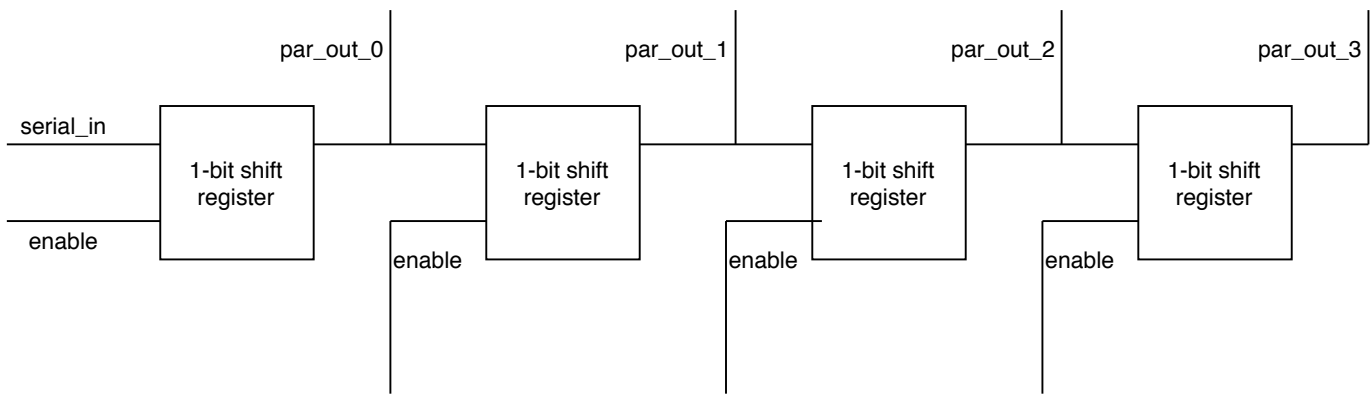 par_out_0
par_out_1
par_out_2
par_out_3
serial_in
1-bit shift
register
1-bit shift
register
1-bit shift
register
1-bit shift
register
enable
enable
enable
enable